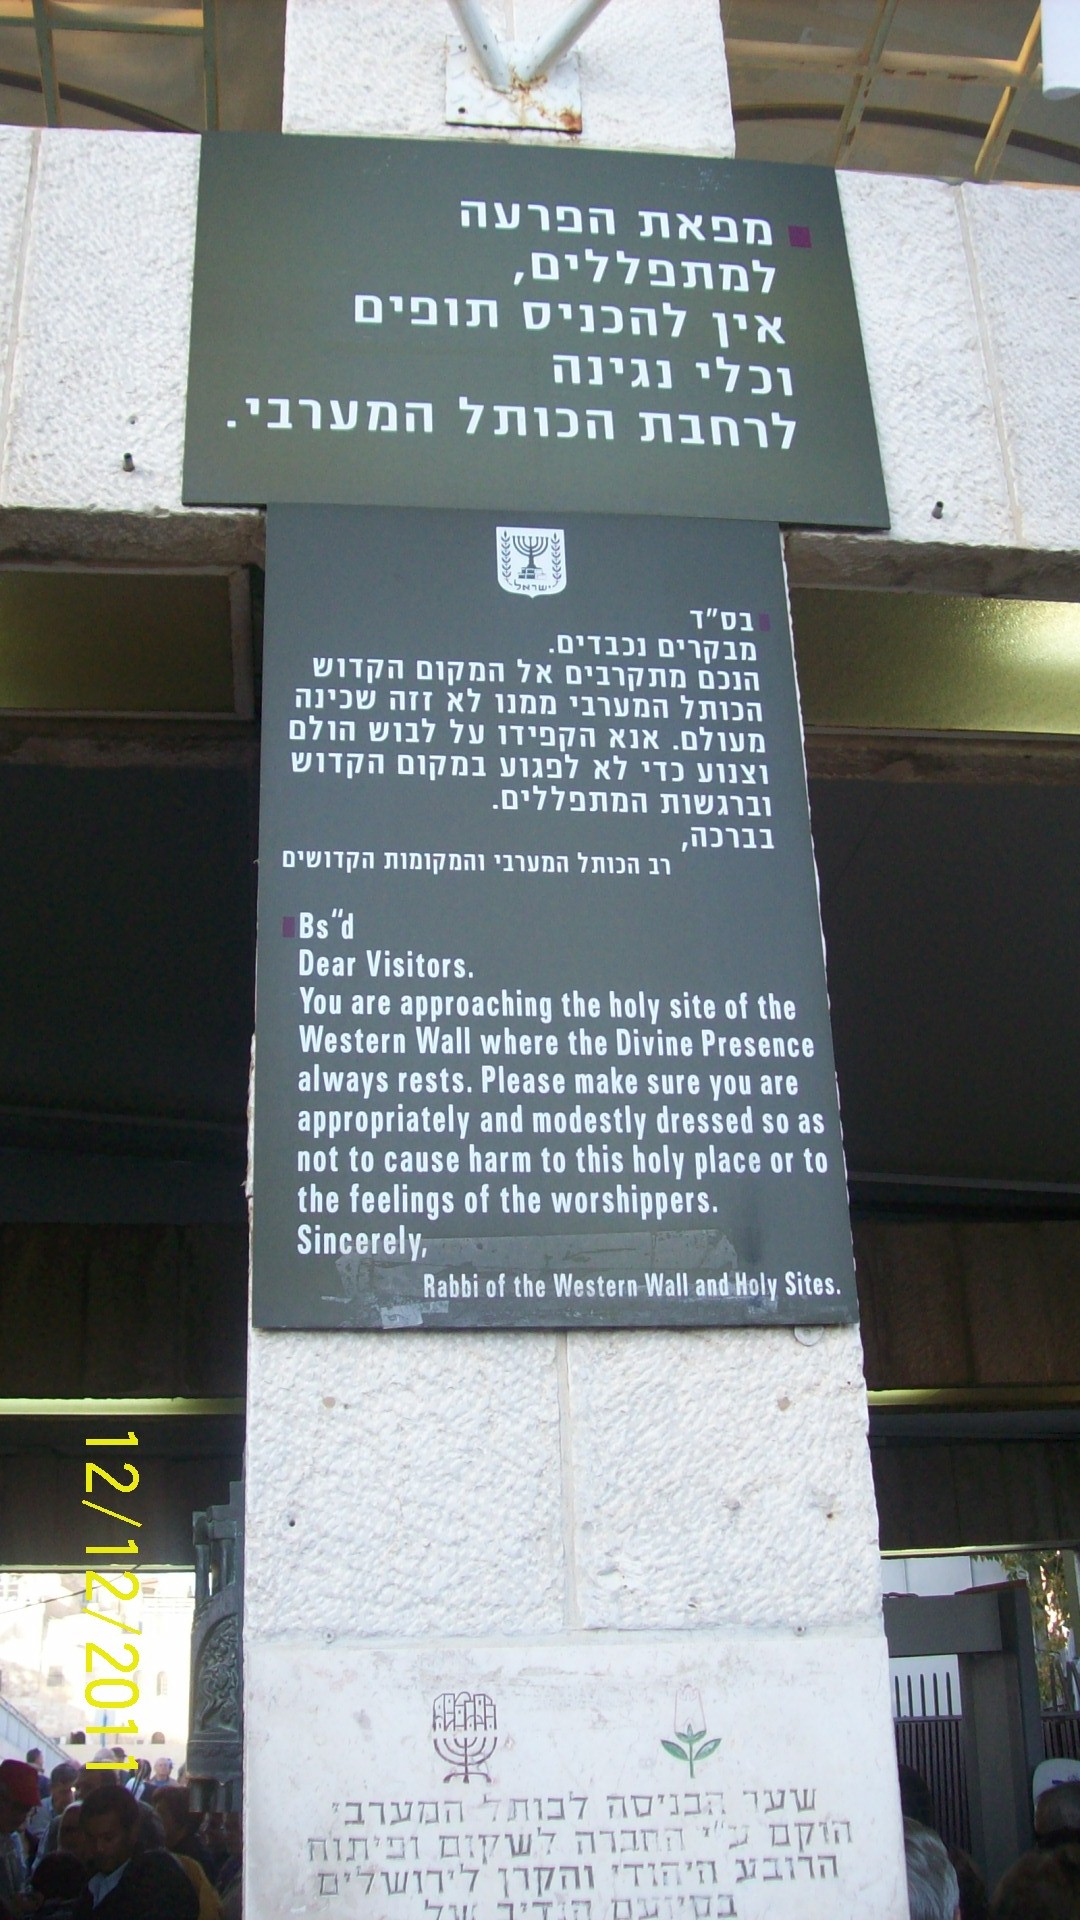 מפאת הפרעה
למתפללים,
אין להכניס תופים
וכלי נגינה
לרחבת הכותל המערבי.
ישראל
בס"ד
מבקרים נכבדים.
הנכם מתקרבים אל המקום הקדוש
הכותל המערבי ממנו לא זזה שכינה
מעולם. אנא הקפידו על לבוש הולם
וצנוע כדי לא לפגוע במקום הקדוש
וברגשות המתפללים.
בברכה,
רב הכותל המערבי והמקומות הקדושים
Bs"d
Dear Visitors.
You are approaching the holy site of the
Western Wall where the Divine Presence
always rests. Please make sure you are
appropriately and modestly dressed so as
not to cause harm to this holy place or to
the feelings of the worshippers.
Sincerely,
Rabbi of the Western Wall and Holy Sites.
שער הכניסה לכותל המערבי
הוקם ע"י החברה לשקום ופיתוח
הרובע היהודי והקרן לירושלים
בסיועם הנדיב של
12/12/2011